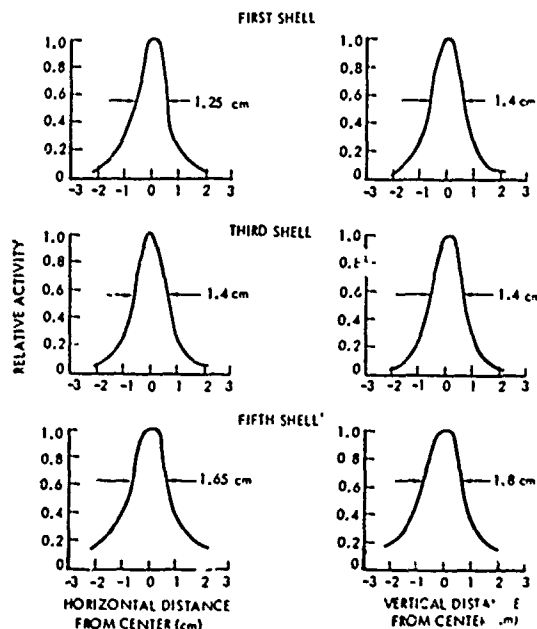 FIRST SHELL
1.0
0.8
0.6
0.4
0.2
0
1.25 cm
-3 -2 -1 0 1 2 3
1.0
0.8
0.6
0.4
0.2
0
1.4 cm
-3 -2 -1 0 1 2 3
THIRD SHELL
RELATIVE ACTIVITY
1.0
0.8
0.6
0.4
0.2
0
1.4 cm
-3 -2 -1 0 1 2 3
1.0
0.6
0.4
0.2
0
1.4 cm
-3 -2 -1 0 1 2 3
FIFTH SHELL
1.0
0.8
0.6
0.4
0.2
1.65 cm
-3 -2 -1 0 1 2 3
HORIZONTAL DISTANCE
FROM CENTER (cm)
1.0
0.8
0.6
0.4
0.2
1.8 cm
-3 -2 -1 0 1 2 3
VERTICAL
FROM